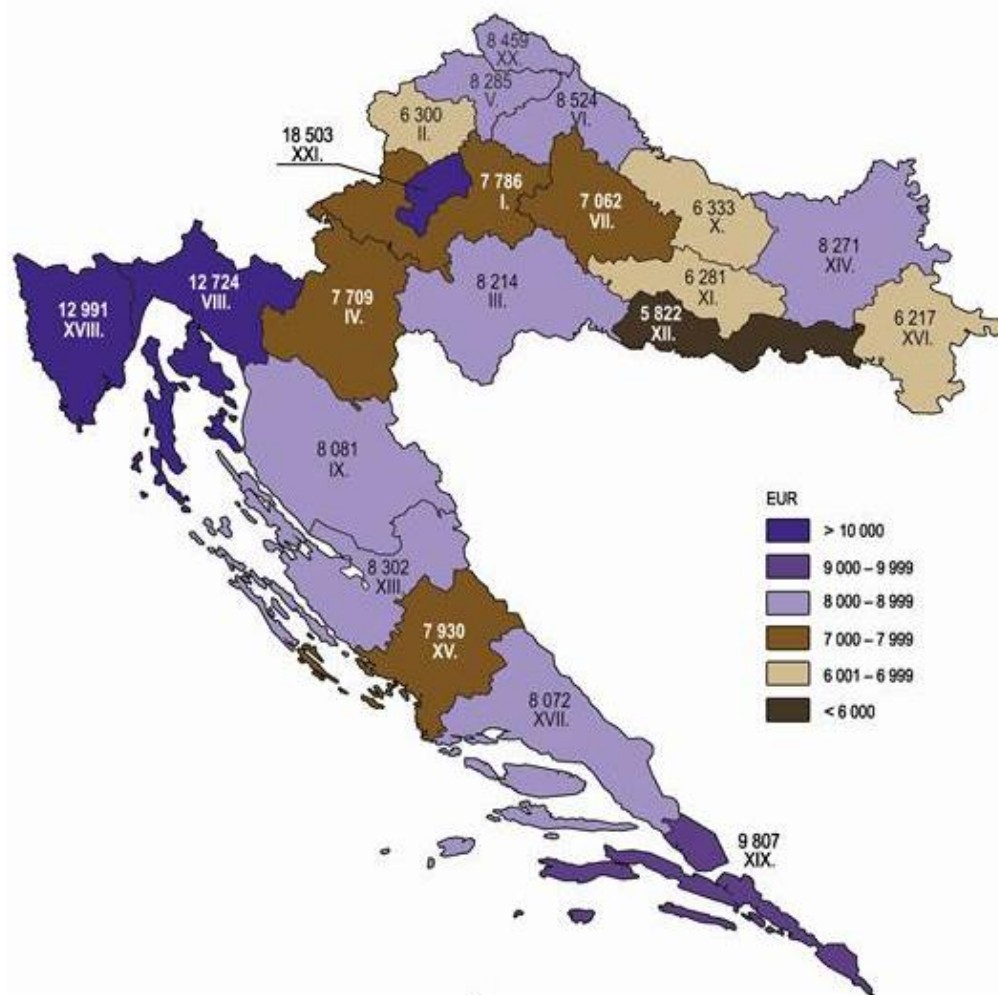 8 459
XX.
8 285
V.
8 524
VI.
6 300
II.
18 503
XXI.
7 786
I.
7 062
VII.
6 333
X.
8 271
XIV.
12 991
XVIII.
12 724
VIII.
7 709
IV.
8 214
III.
6 281
XI.
5 822
XII.
6 217
XVI.
8 081
IX.
8 302
XIII.
7 930
XV.
8 072
XVII.
9 807
XIX.
EUR
> 10 000
9 000 – 9 999
8 000 – 8 999
7 000 – 7 999
6 001 – 6 999
< 6 000